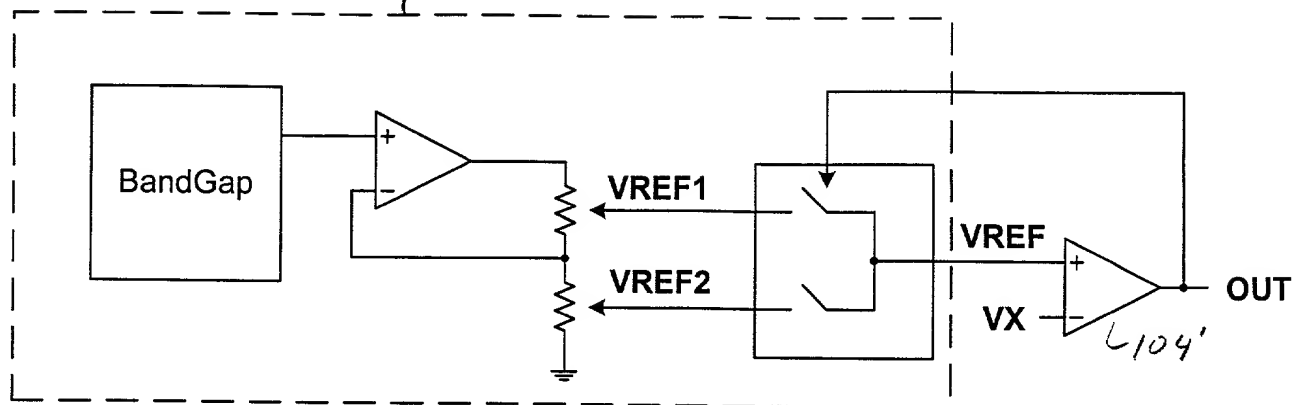 BandGap
+
−
VREF1
VREF2
VREF
+
VX
−
OUT
104'